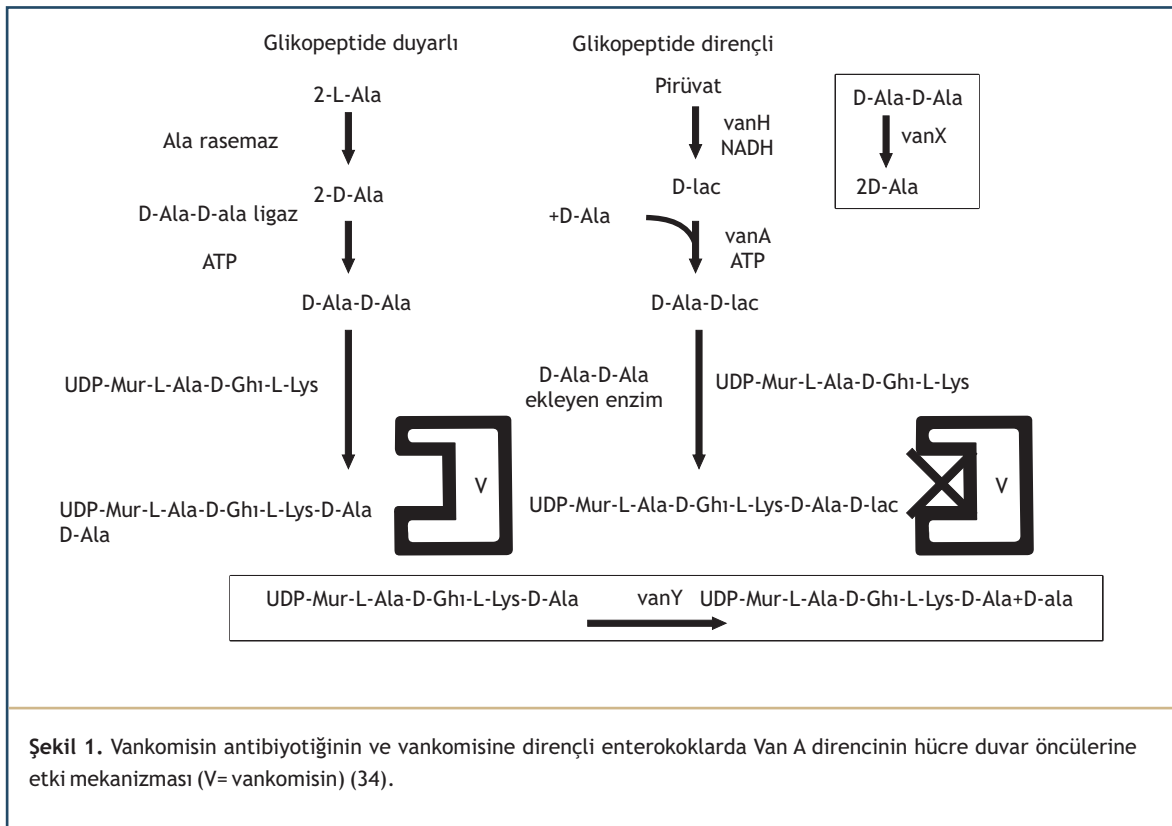 Glikopeptide duyarlı
2-L-Ala
Ala rasemaz
2-D-Ala
D-Ala-D-ala ligaz
ATP
D-Ala-D-Ala
UDP-Mur-L-Ala-D-Ghı-L-Lys
V
UDP-Mur-L-Ala-D-Ghı-L-Lys-D-Ala
D-Ala
Glikopeptide dirençli
Pirüvat
vanH
NADH
D-lac
+D-Ala
vanA
ATP
D-Ala-D-lac
D-Ala-D-Ala
ekleyen enzim
UDP-Mur-L-Ala-D-Ghı-L-Lys
UDP-Mur-L-Ala-D-Ghı-L-Lys-D-Ala-D-lac
V
D-Ala-D-Ala
vanX
2D-Ala
UDP-Mur-L-Ala-D-Ghı-L-Lys-D-Ala vanY UDP-Mur-L-Ala-D-Ghı-L-Lys-D-Ala+D-ala
Şekil 1. Vankomisin antibiyotiğinin ve vankomisine dirençli enterokoklarda Van A direncinin hücre duvar öncülerine
etki mekanizması (V= vankomisin) (34).